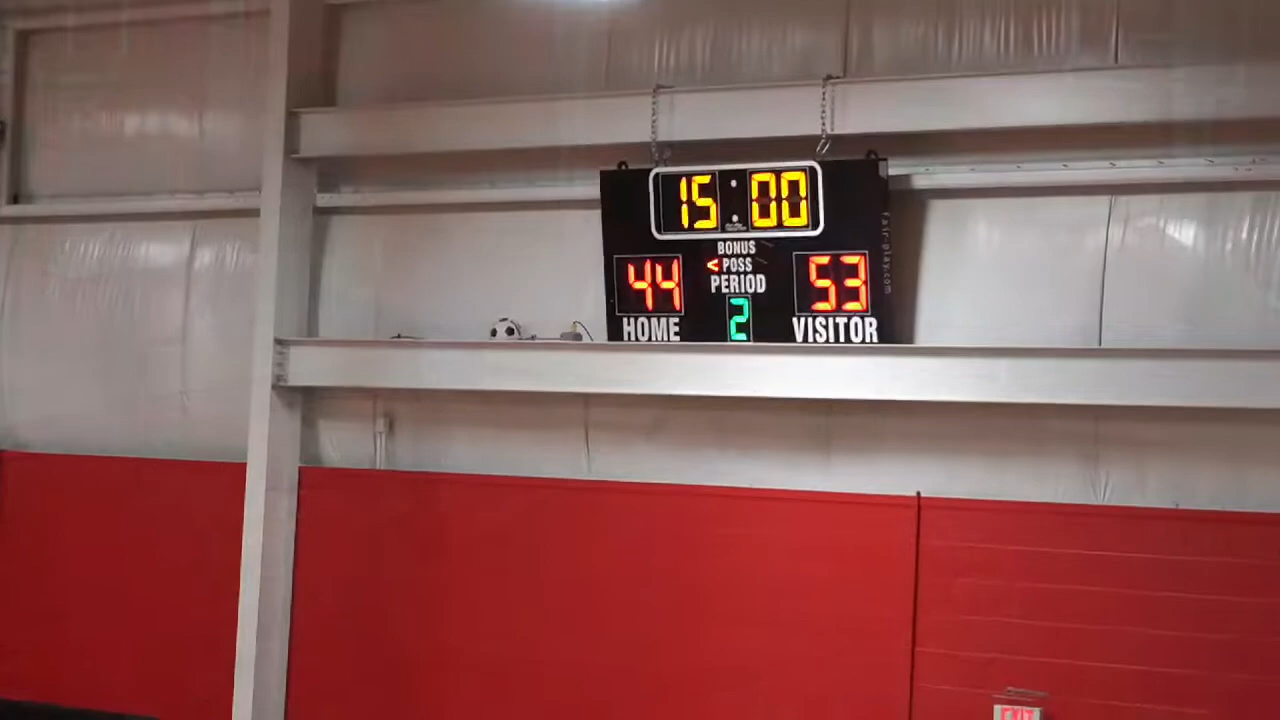 15:00
BONUS
< POSS
PERIOD
44 2 53
HOME VISITOR
fair-play.com
EXIT